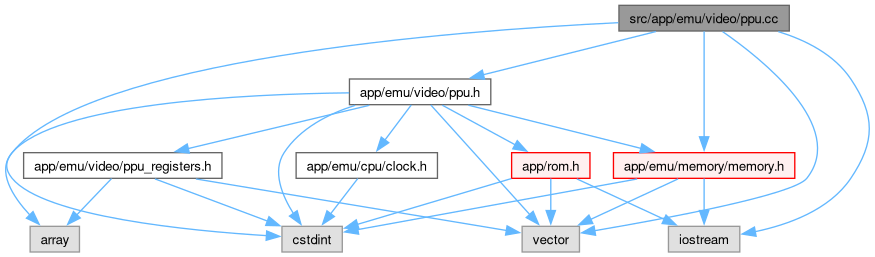 src/app/emu/video/ppu.cc
app/emu/video/ppu.h
app/emu/video/ppu_registers.h
app/emu/cpu/clock.h
app/rom.h
app/emu/memory/memory.h
array
cstdint
vector
iostream